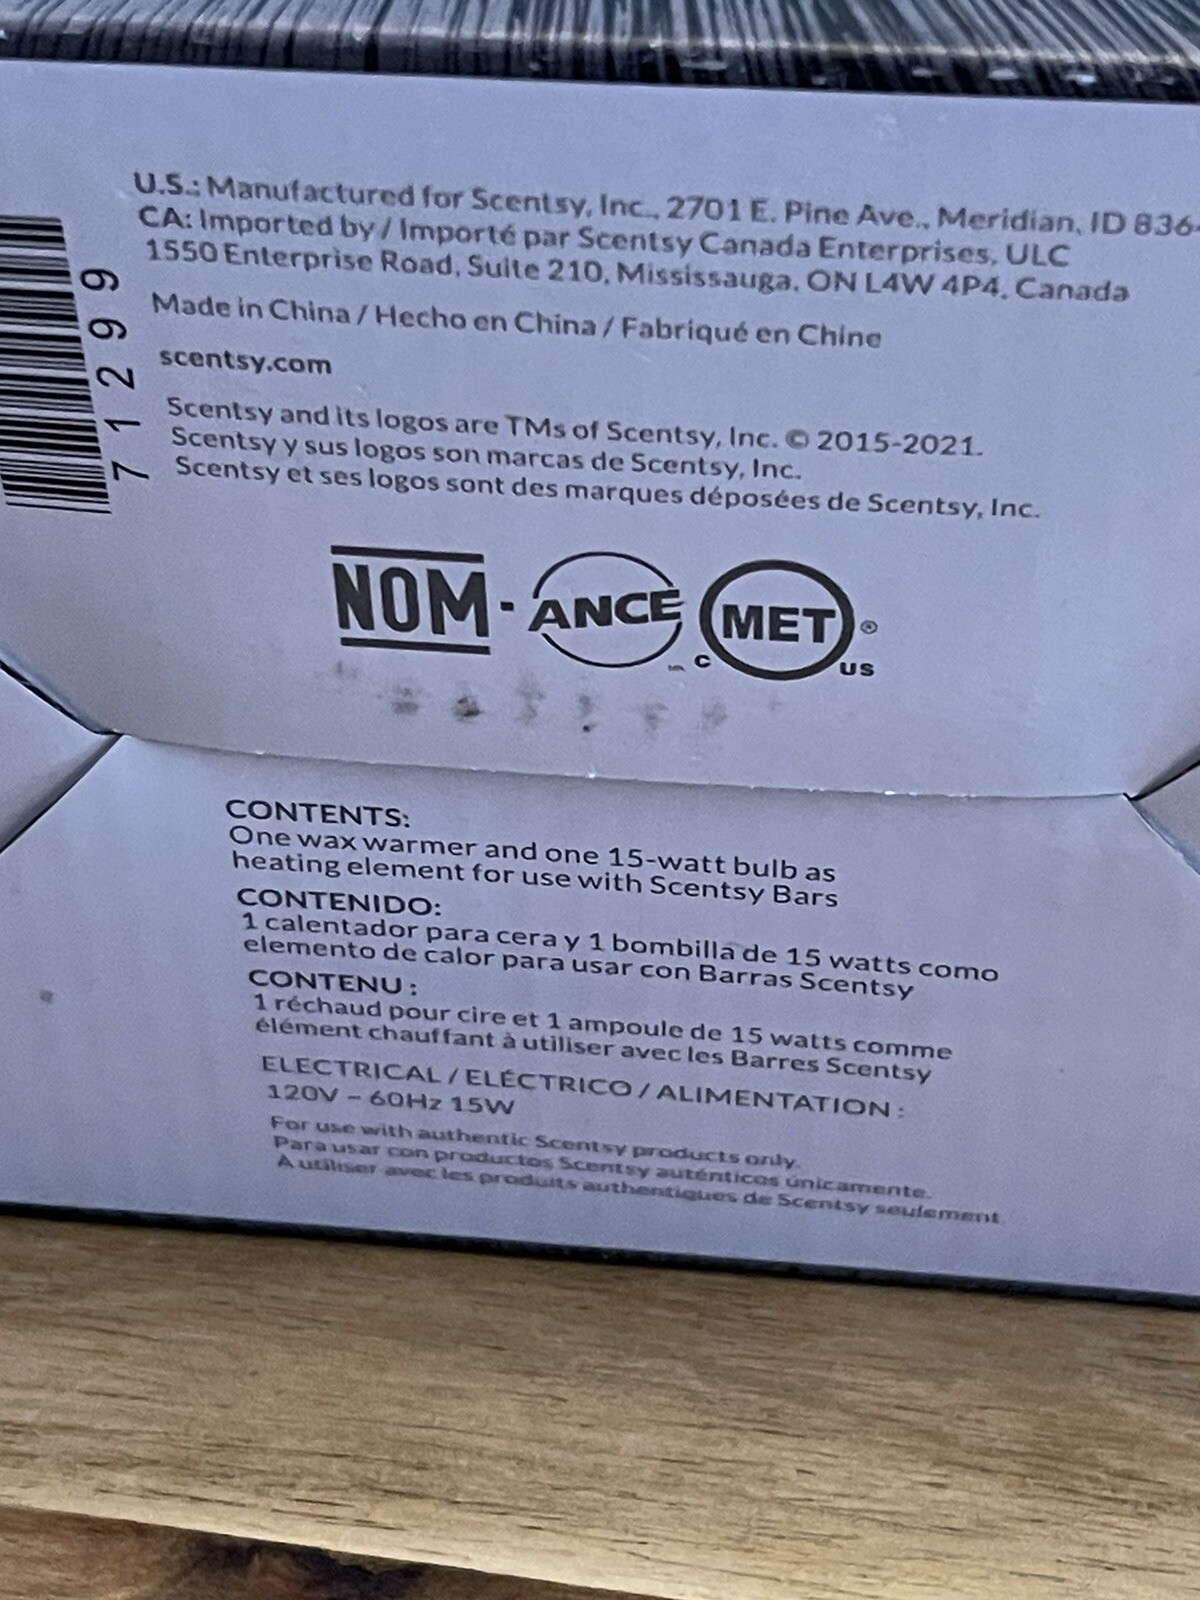 U.S.: Manufactured for Scentsy, Inc., 2701 E. Pine Ave., Meridian, ID 836
CA: Imported by / Importé par Scentsy Canada Enterprises, ULC
1550 Enterprise Road, Suite 210, Mississauga, ON L4W 4P4, Canada
Made in China / Hecho en China / Fabriqué en Chine
scentsy.com
Scentsy and its logos are TMs of Scentsy, Inc. © 2015-2021.
Scentsy y sus logos son marcas de Scentsy, Inc.
Scentsy et ses logos sont des marques déposées de Scentsy, Inc.
71299
NOM - ANCE C MET ® US
CONTENTS:
One wax warmer and one 15-watt bulb as
heating element for use with Scentsy Bars
CONTENIDO:
1 calentador para cera y 1 bombilla de 15 watts como
elemento de calor para usar con Barras Scentsy
CONTENU :
1 réchaud pour cire et 1 ampoule de 15 watts comme
élément chauffant à utiliser avec les Barres Scentsy
ELECTRICAL / ELÉCTRICO / ALIMENTATION :
120V – 60Hz 15W
For use with authentic Scentsy products only.
Para usar con productos Scentsy auténticos únicamente.
À utiliser avec les produits authentiques de Scentsy seulement.